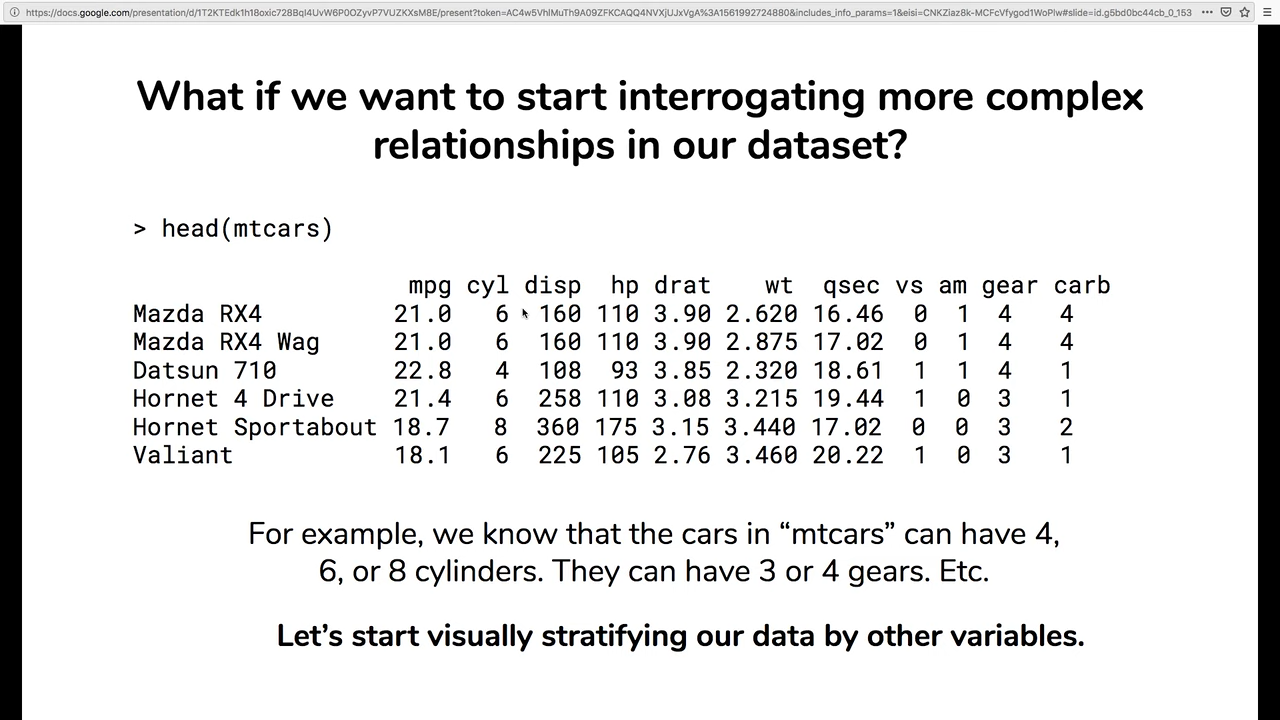 https://docs.google.com/presentation/d/1T2KTEdk1h18oxic728BqI4UvW6P0OZyvP7VUZKXsM8E/present?token=AC4w5VhlMuTh9A09ZFKCAQQ4NVXjUJxVgA%3A1561992724880&includes_info_params=1&eisi=CNKZiaz8k-MCFcVfygod1WoPlw#slide=id.g5bd0bc44cb_0_153
What if we want to start interrogating more complex
relationships in our dataset?
> head(mtcars)
mpg cyl disp hp drat wt qsec vs am gear carb
Mazda RX4 21.0 6 160 110 3.90 2.620 16.46 0 1 4 4
Mazda RX4 Wag 21.0 6 160 110 3.90 2.875 17.02 0 1 4 4
Datsun 710 22.8 4 108 93 3.85 2.320 18.61 1 1 4 1
Hornet 4 Drive 21.4 6 258 110 3.08 3.215 19.44 1 0 3 1
Hornet Sportabout 18.7 8 360 175 3.15 3.440 17.02 0 0 3 2
Valiant 18.1 6 225 105 2.76 3.460 20.22 1 0 3 1
For example, we know that the cars in “mtcars” can have 4,
6, or 8 cylinders. They can have 3 or 4 gears. Etc.
Let’s start visually stratifying our data by other variables.